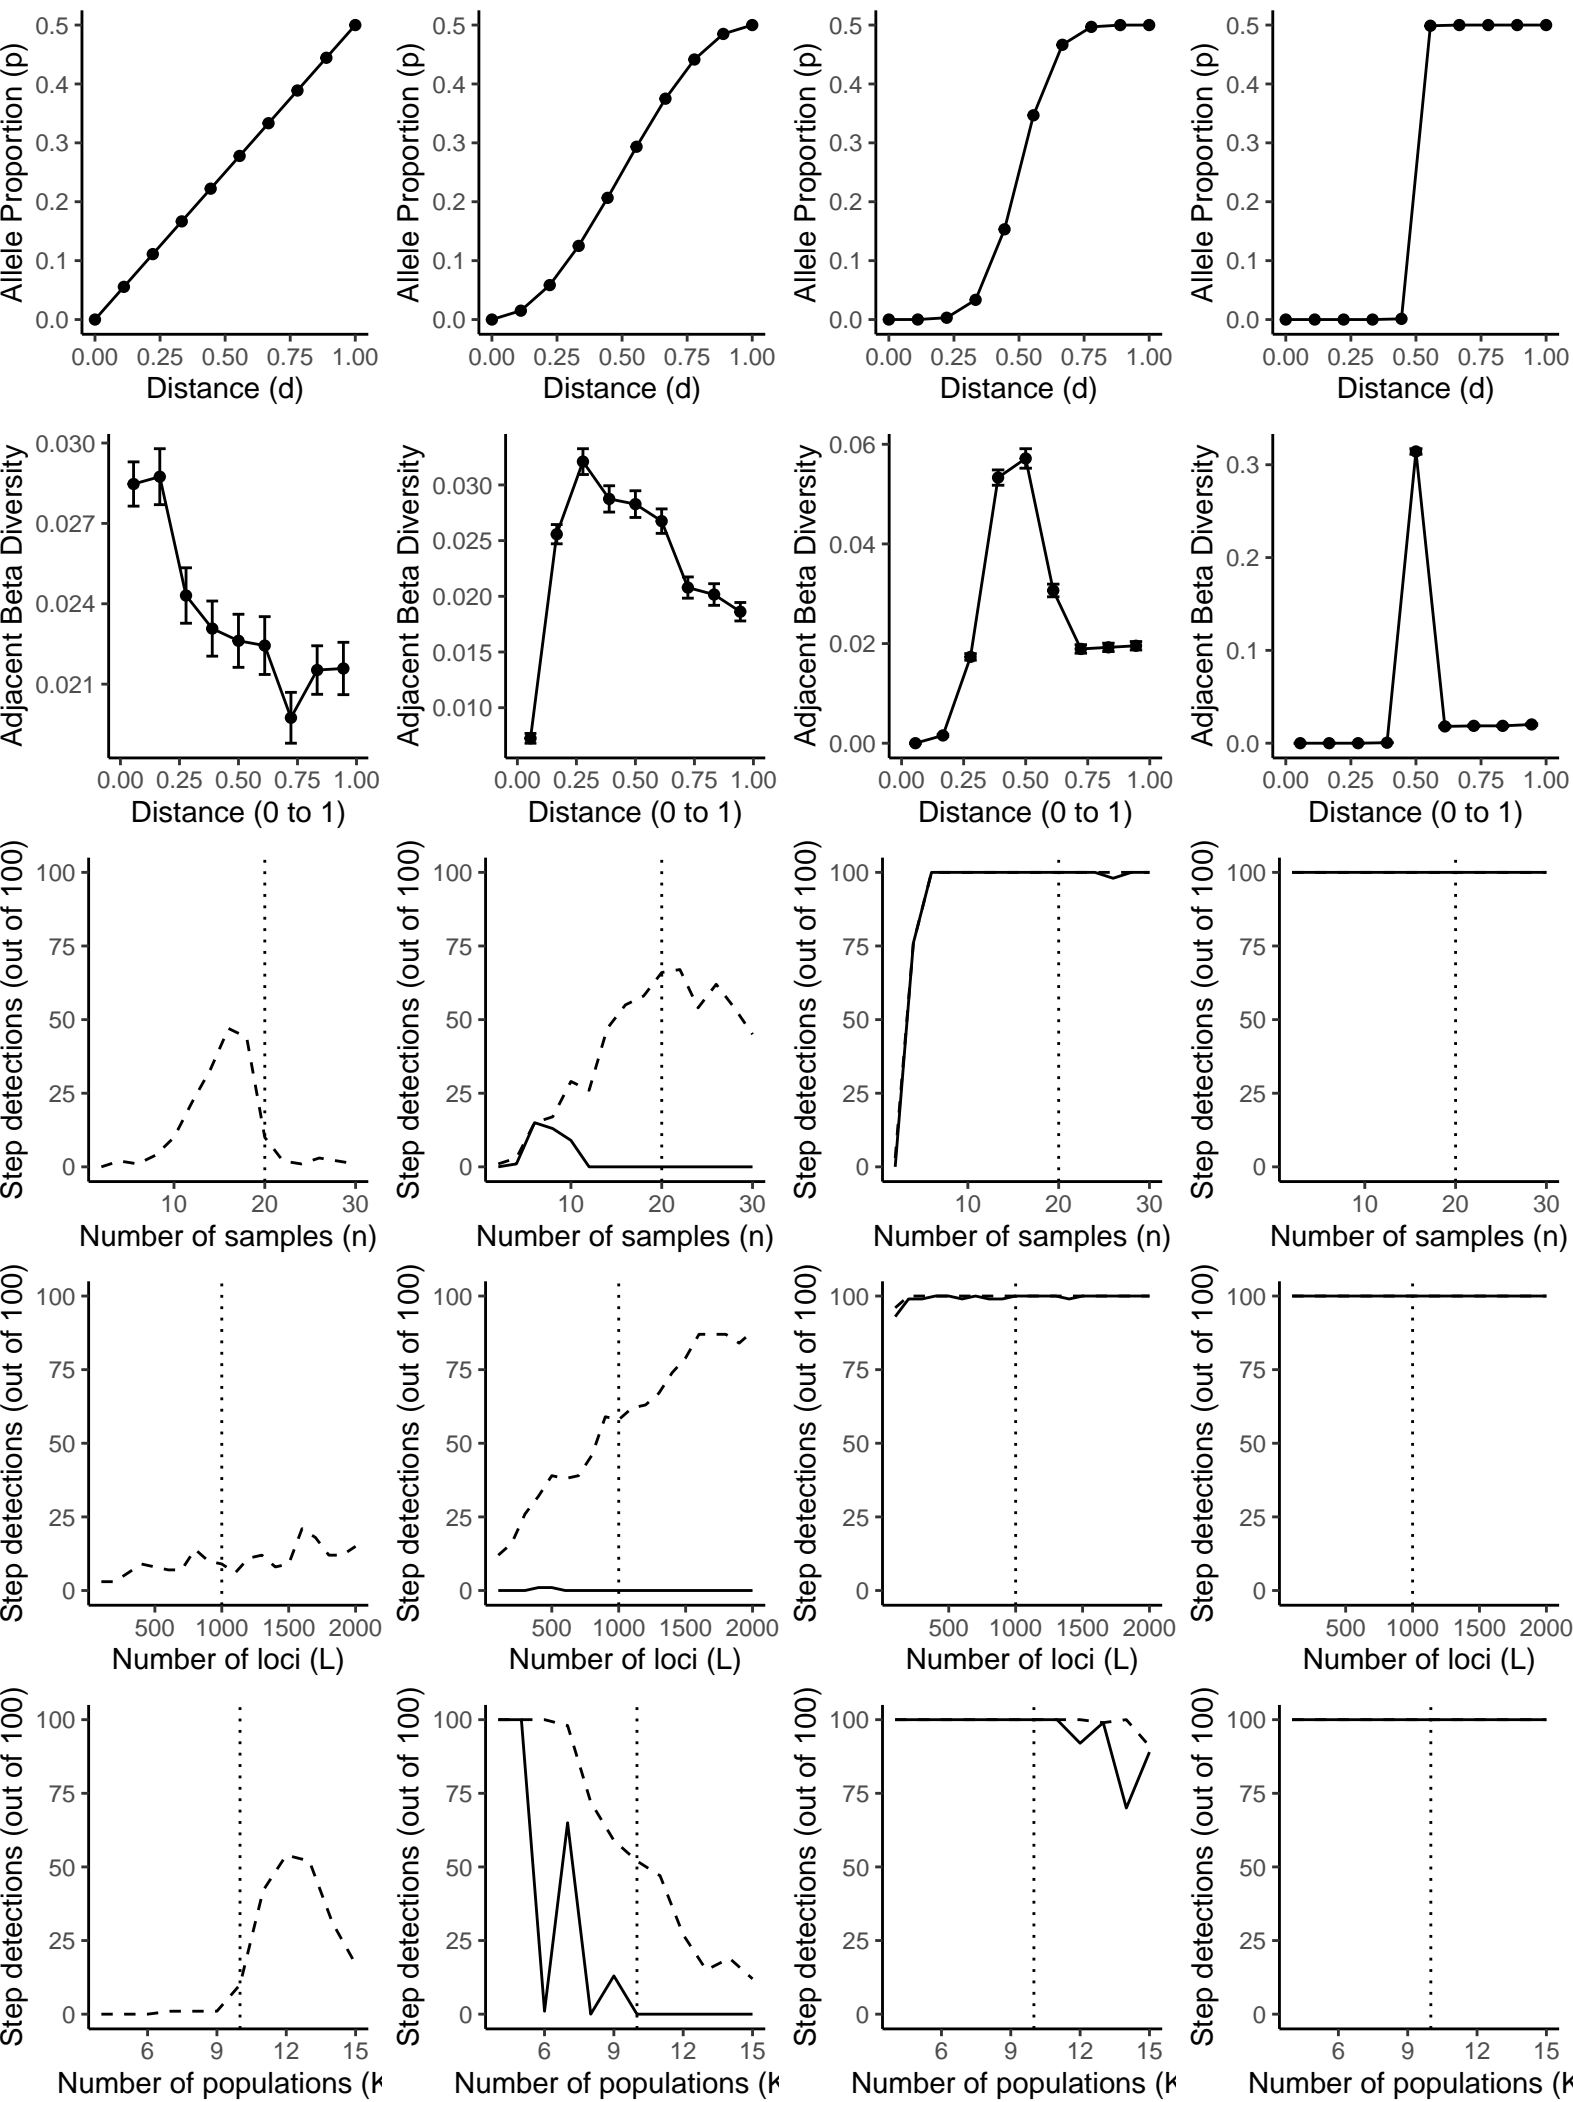 Allele Proportion (p)
0.5
0.4
0.3
0.2
0.1
0.0
0.00 0.25 0.50 0.75 1.00
Distance (d)
Allele Proportion (p)
0.5
0.4
0.3
0.2
0.1
0.0
0.00 0.25 0.50 0.75 1.00
Distance (d)
Allele Proportion (p)
0.5
0.4
0.3
0.2
0.1
0.0
0.00 0.25 0.50 0.75 1.00
Distance (d)
Allele Proportion (p)
0.5
0.4
0.3
0.2
0.1
0.0
0.00 0.25 0.50 0.75 1.00
Distance (d)
Adjacent Beta Diversity
0.030
0.027
0.024
0.021
0.00 0.25 0.50 0.75 1.00
Distance (0 to 1)
Adjacent Beta Diversity
0.030
0.025
0.020
0.015
0.010
0.00 0.25 0.50 0.75 1.00
Distance (0 to 1)
Adjacent Beta Diversity
0.06
0.04
0.02
0.00
0.00 0.25 0.50 0.75 1.00
Distance (0 to 1)
Adjacent Beta Diversity
0.3
0.2
0.1
0.0
0.00 0.25 0.50 0.75 1.00
Distance (0 to 1)
Step detections (out of 100)
100
75
50
25
0
10 20 30
Number of samples (n)
Step detections (out of 100)
100
75
50
25
0
10 20 30
Number of samples (n)
Step detections (out of 100)
100
75
50
25
0
10 20 30
Number of samples (n)
Step detections (out of 100)
100
75
50
25
0
10 20 30
Number of samples (n)
Step detections (out of 100)
100
75
50
25
0
500 1000 1500 2000
Number of loci (L)
Step detections (out of 100)
100
75
50
25
0
500 1000 1500 2000
Number of loci (L)
Step detections (out of 100)
100
75
50
25
0
500 1000 1500 2000
Number of loci (L)
Step detections (out of 100)
100
75
50
25
0
500 1000 1500 2000
Number of loci (L)
Step detections (out of 100)
100
75
50
25
0
6 9 12 15
Number of populations (K
Step detections (out of 100)
100
75
50
25
0
6 9 12 15
Number of populations (K
Step detections (out of 100)
100
75
50
25
0
6 9 12 15
Number of populations (K
Step detections (out of 100)
100
75
50
25
0
6 9 12 15
Number of populations (K